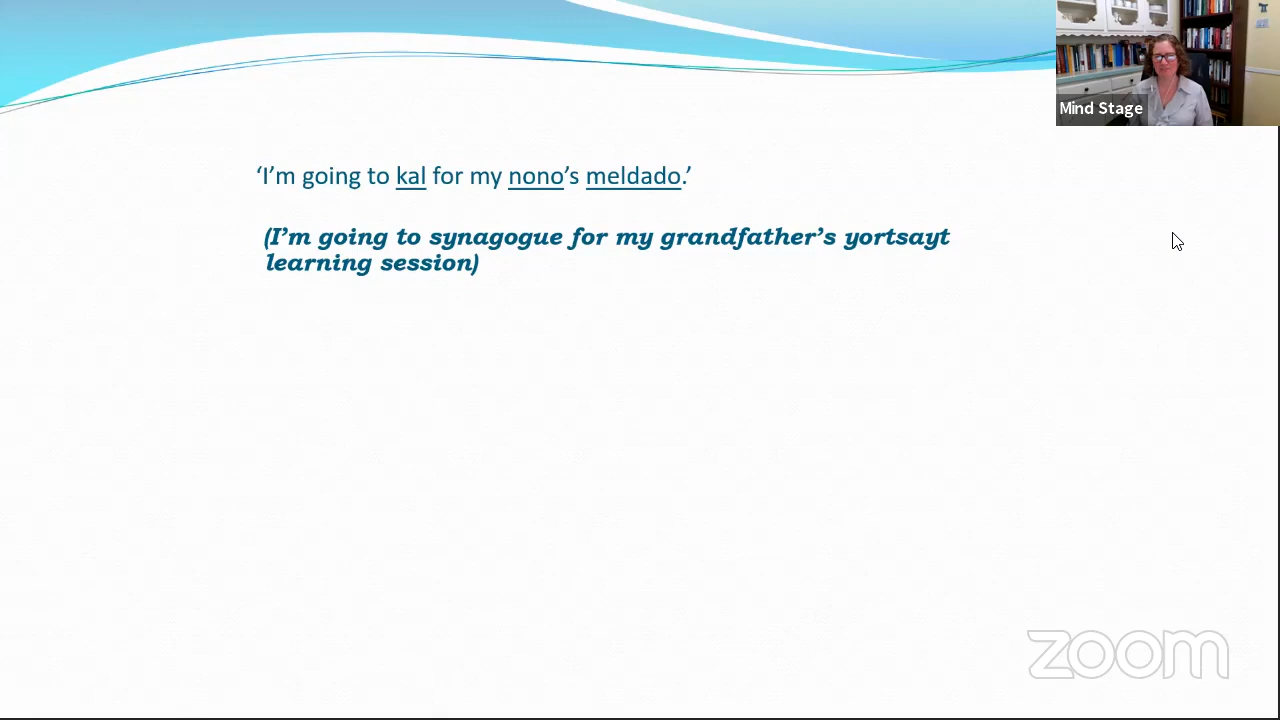 Mind Stage
‘I’m going to kal for my nono’s meldado.’
(I’m going to synagogue for my grandfather’s yortsayt
learning session)
zoom